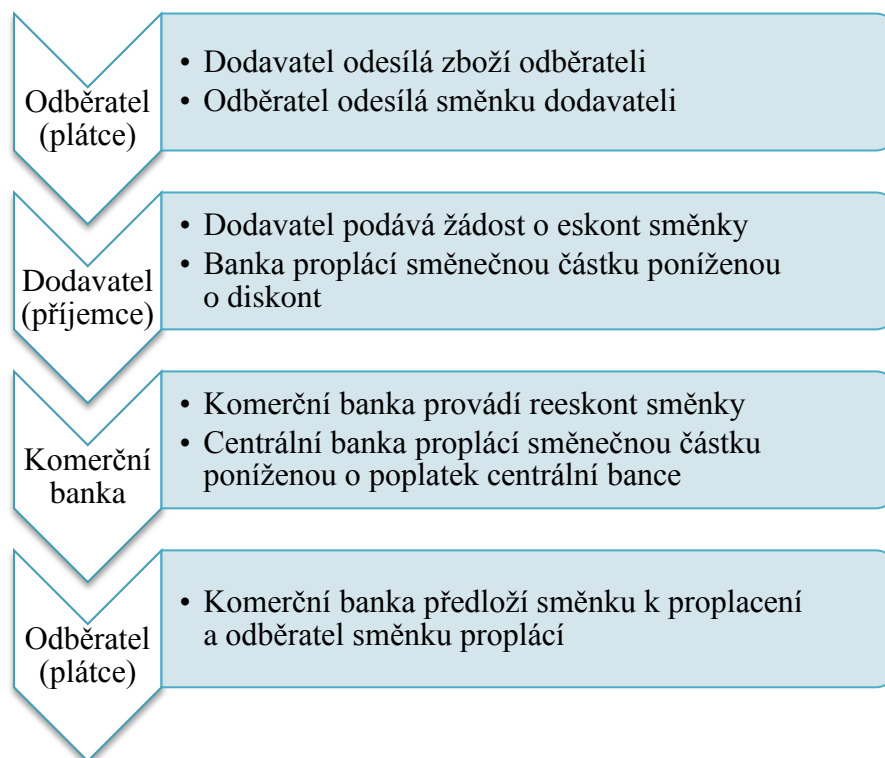 Odběratel
(plátce)
• Dodavatel odesílá zboží odběrateli
• Odběratel odesílá směnku dodavateli
Dodavatel
(příjemce)
• Dodavatel podává žádost o eskont směnky
• Banka proplácí směnečnou částku poníženou
o diskont
Komerční
banka
• Komerční banka provádí reeskont směnky
• Centrální banka proplácí směnečnou částku
poníženou o poplatek centrální bance
Odběratel
(plátce)
• Komerční banka předloží směnku k proplacení
a odběratel směnku proplácí